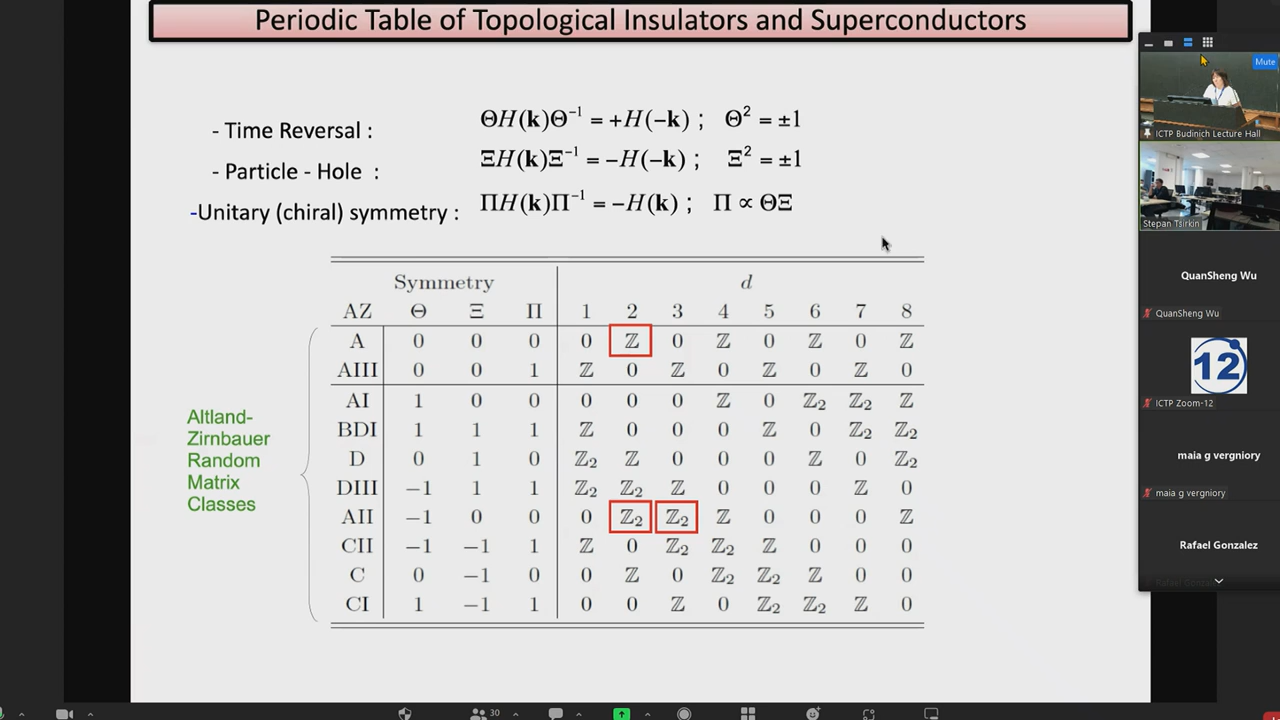 Periodic Table of Topological Insulators and Superconductors
- Time Reversal : ΘH(k)Θ⁻¹ = +H(−k) ; Θ² = ±1
- Particle - Hole : ΞH(k)Ξ⁻¹ = −H(−k) ; Ξ² = ±1
-Unitary (chiral) symmetry : ΠH(k)Π⁻¹ = −H(k) ; Π ∝ ΘΞ
Symmetry d
AZ Θ Ξ Π 1 2 3 4 5 6 7 8
A 0 0 0 0 ℤ 0 ℤ 0 ℤ 0 ℤ
AIII 0 0 1 ℤ 0 ℤ 0 ℤ 0 ℤ 0
AI 1 0 0 0 0 0 ℤ 0 ℤ₂ ℤ₂ ℤ
BDI 1 1 1 ℤ 0 0 0 ℤ 0 ℤ₂ ℤ₂
D 0 1 0 ℤ₂ ℤ 0 0 0 ℤ 0 ℤ₂
DIII −1 1 1 ℤ₂ ℤ₂ ℤ 0 0 0 ℤ 0
AII −1 0 0 0 ℤ₂ ℤ₂ ℤ 0 0 0 ℤ
CII −1 −1 1 ℤ 0 ℤ₂ ℤ₂ ℤ 0 0 0
C 0 −1 0 0 ℤ 0 ℤ₂ ℤ₂ ℤ 0 0
CI 1 −1 1 0 0 ℤ 0 ℤ₂ ℤ₂ ℤ 0
Altland-
Zirnbauer
Random
Matrix
Classes
Mute
ICTP Budinich Lecture Hall
Stepan Tsirkin
QuanSheng Wu
QuanSheng Wu
12
ICTP Zoom-12
maia g vergniory
maia g vergniory
Rafael Gonzalez
Rafael Gonzalez
30